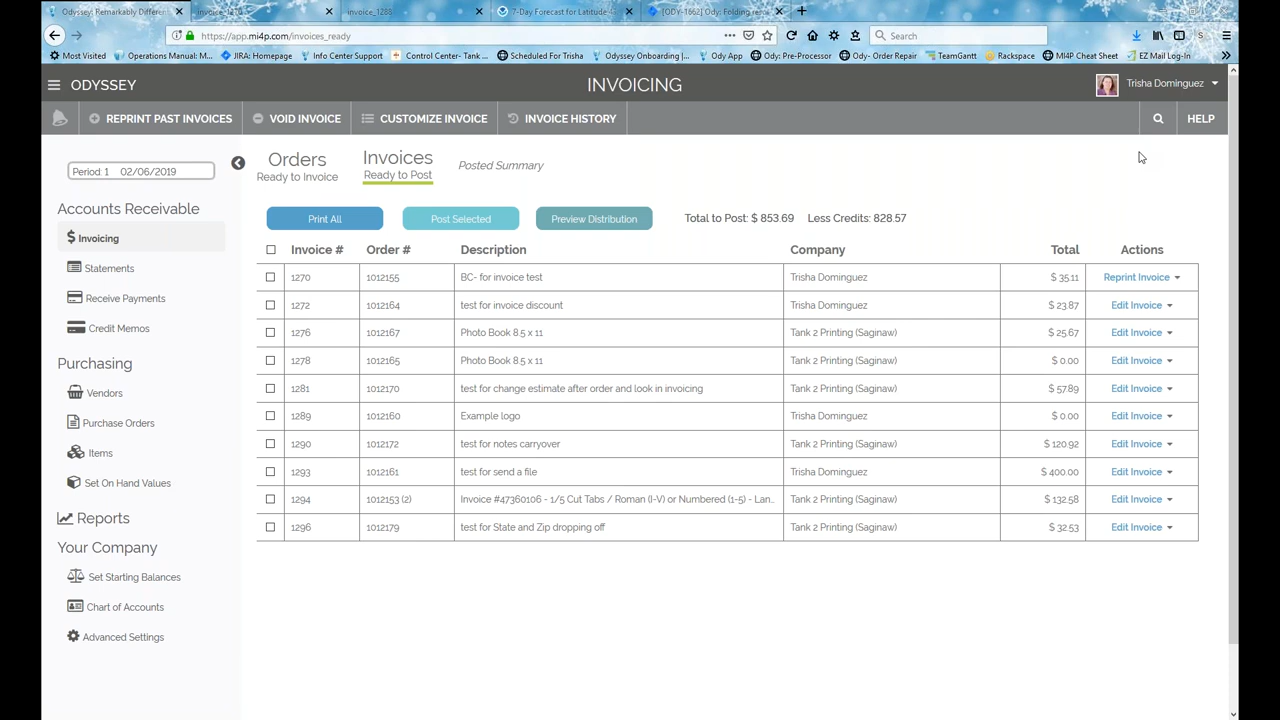 Odyssey: Remarkably Differen
invoice_1270
invoice_1288
7-Day Forecast for Latitude
[ODY-1662] Ody: Folding
https://app.mi4p.com/invoices_ready
Search
Most Visited Operations Manual: M... JIRA: Homepage Info Center Support Control Center- Tank ... Scheduled For Trisha Odyssey Onboarding |... Ody App Ody: Pre-Processor Ody- Order Repair TeamGantt Rackspace MI4P Cheat Sheet EZ Mail Log-In
ODYSSEY
INVOICING
Trisha Dominguez
REPRINT PAST INVOICES VOID INVOICE CUSTOMIZE INVOICE INVOICE HISTORY HELP
Period: 1 02/06/2019
Accounts Receivable
Invoicing
Statements
Receive Payments
Credit Memos
Purchasing
Vendors
Purchase Orders
Items
Set On Hand Values
Reports
Your Company
Set Starting Balances
Chart of Accounts
Advanced Settings
Orders
Ready to Invoice
Invoices
Ready to Post
Posted Summary
Print All Post Selected Preview Distribution Total to Post: $ 853.69 Less Credits: 828.57
Invoice # Order # Description Company Total Actions
1270 1012155 BC- for invoice test Trisha Dominguez $ 35.11 Reprint Invoice
1272 1012164 test for invoice discount Trisha Dominguez $ 23.87 Edit Invoice
1276 1012167 Photo Book 8.5 x 11 Tank 2 Printing (Saginaw) $ 25.67 Edit Invoice
1278 1012165 Photo Book 8.5 x 11 Tank 2 Printing (Saginaw) $ 0.00 Edit Invoice
1281 1012170 test for change estimate after order and look in invoicing Tank 2 Printing (Saginaw) $ 57.89 Edit Invoice
1289 1012160 Example logo Trisha Dominguez $ 0.00 Edit Invoice
1290 1012172 test for notes carryover Tank 2 Printing (Saginaw) $ 120.92 Edit Invoice
1293 1012161 test for send a file Trisha Dominguez $ 400.00 Edit Invoice
1294 1012153 (2) Invoice #47360106 - 1/5 Cut Tabs / Roman (I-V) or Numbered (1-5) - Lan... Tank 2 Printing (Saginaw) $ 132.58 Edit Invoice
1296 1012179 test for State and Zip dropping off Tank 2 Printing (Saginaw) $ 32.53 Edit Invoice